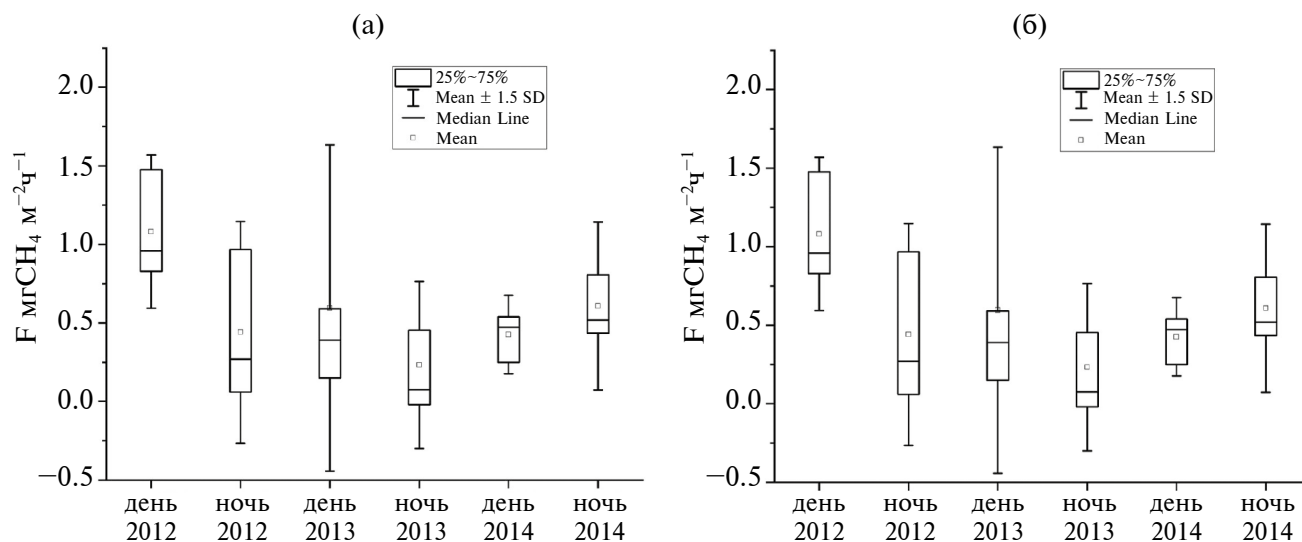 (а)
F мгCH₄ м⁻²ч⁻¹
2.0
1.5
1.0
0.5
0.0
−0.5
25%~75%
Mean ± 1.5 SD
Median Line
Mean
день ночь день ночь день ночь
2012 2012 2013 2013 2014 2014
(б)
F мгCH₄ м⁻²ч⁻¹
2.0
1.5
1.0
0.5
0.0
−0.5
25%~75%
Mean ± 1.5 SD
Median Line
Mean
день ночь день ночь день ночь
2012 2012 2013 2013 2014 2014